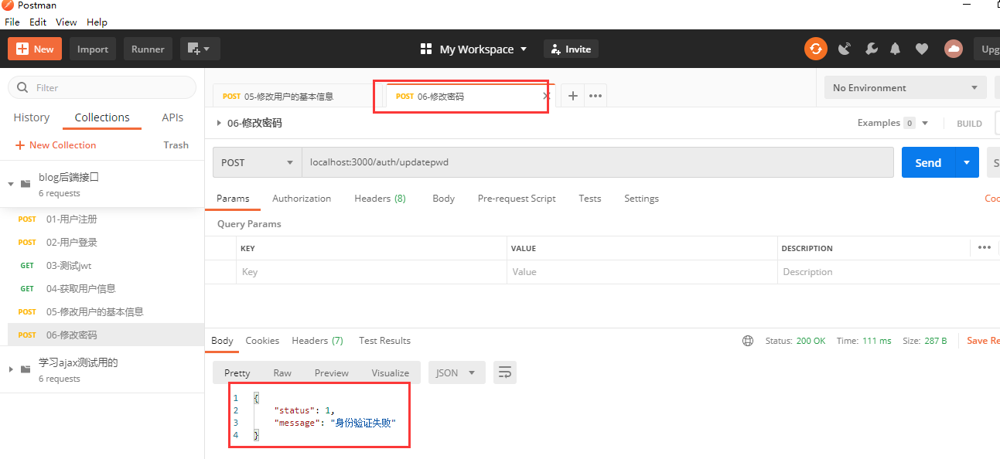 Postman
File Edit View Help
New Import Runner My Workspace Invite Upg
Filter
History Collections APIs
New Collection Trash
blog后端接口
6 requests
POST 01-用户注册
POST 02-用户登录
GET 03-测试jwt
GET 04-获取用户信息
POST 05-修改用户的基本信息
POST 06-修改密码
学习ajax测试用的
6 requests
POST 05-修改用户的基本信息 POST 06-修改密码 No Environment
06-修改密码 Examples 0 BUILD
POST localhost:3000/auth/updatepwd Send S
Params Authorization Headers (8) Body Pre-request Script Tests Settings Coo
Query Params
KEY VALUE DESCRIPTION
Key Value Description
Body Cookies Headers (7) Test Results Status: 200 OK Time: 111 ms Size: 287 B Save Re
Pretty Raw Preview Visualize JSON
1 {
2 "status": 1,
3 "message": "身份验证失败"
4 }